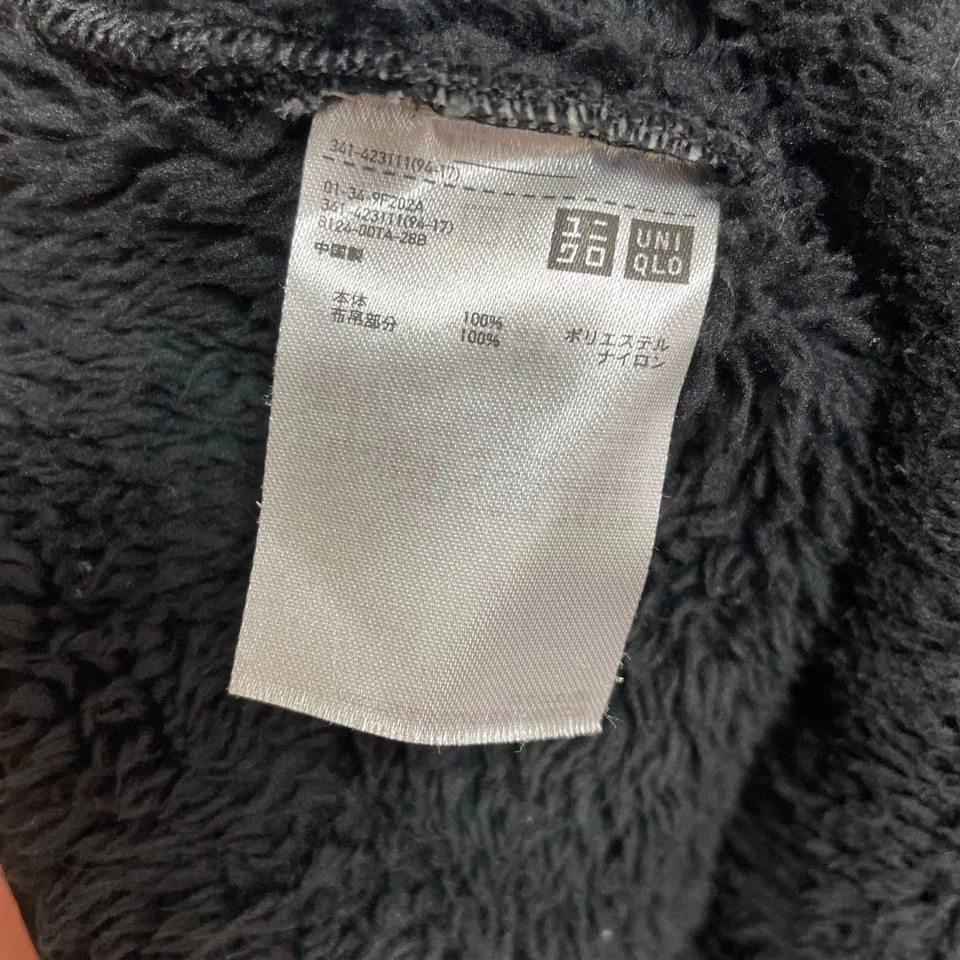 341-423111(94-17)
01-34-9F202A
341-423111(94-17)
8124-00TA-28B
中国製
ユニ
クロ
UNI
QLO
本体 100% ポリエステル
布帛部分 100% ナイロン